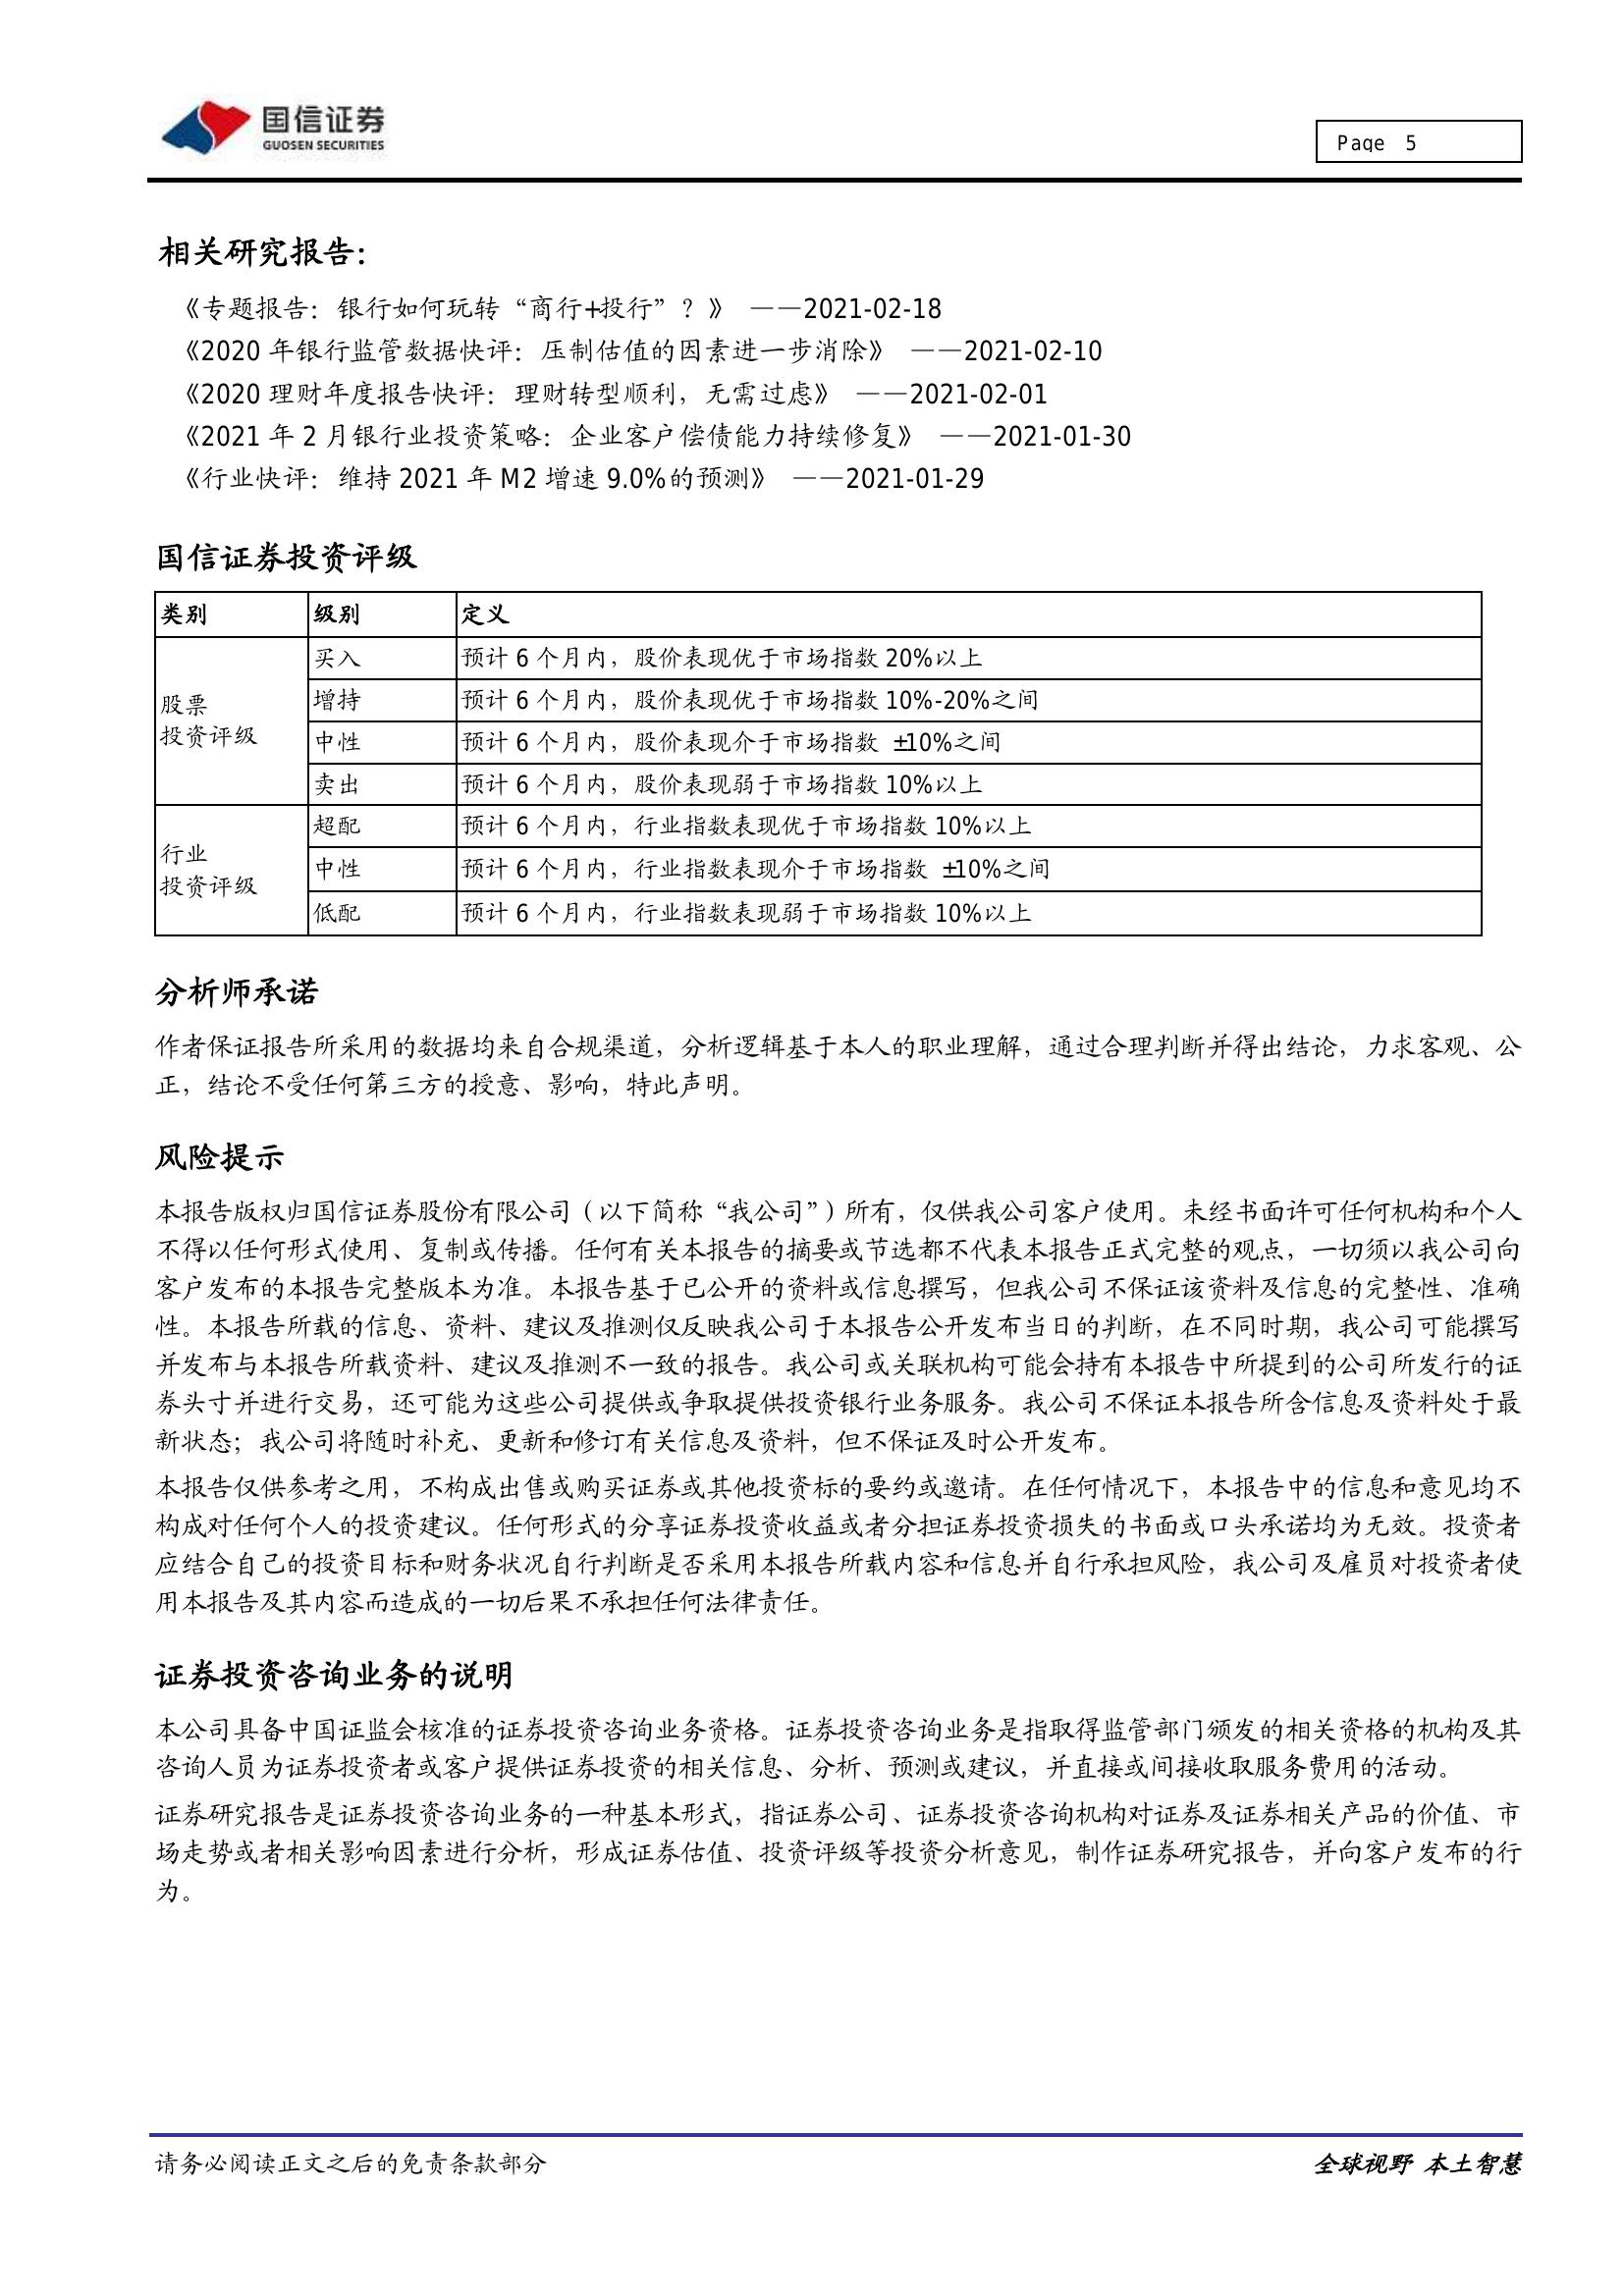 国信证券
GUOSEN SECURITIES
Page 5
相关研究报告：
《专题报告：银行如何玩转“商行+投行”？》 ——2021-02-18
《2020 年银行监管数据快评：压制估值的因素进一步消除》 ——2021-02-10
《2020 理财年度报告快评：理财转型顺利，无需过虑》 ——2021-02-01
《2021 年 2 月银行业投资策略：企业客户偿债能力持续修复》 ——2021-01-30
《行业快评：维持 2021 年 M2 增速 9.0%的预测》 ——2021-01-29
国信证券投资评级
类别 级别 定义
股票
投资评级
买入 预计 6 个月内，股价表现优于市场指数 20%以上
增持 预计 6 个月内，股价表现优于市场指数 10%-20%之间
中性 预计 6 个月内，股价表现介于市场指数 ±10%之间
卖出 预计 6 个月内，股价表现弱于市场指数 10%以上
行业
投资评级
超配 预计 6 个月内，行业指数表现优于市场指数 10%以上
中性 预计 6 个月内，行业指数表现介于市场指数 ±10%之间
低配 预计 6 个月内，行业指数表现弱于市场指数 10%以上
分析师承诺
作者保证报告所采用的数据均来自合规渠道，分析逻辑基于本人的职业理解，通过合理判断并得出结论，力求客观、公
正，结论不受任何第三方的授意、影响，特此声明。
风险提示
本报告版权归国信证券股份有限公司（以下简称“我公司”）所有，仅供我公司客户使用。未经书面许可任何机构和个人
不得以任何形式使用、复制或传播。任何有关本报告的摘要或节选都不代表本报告正式完整的观点，一切须以我公司向
客户发布的本报告完整版本为准。本报告基于已公开的资料或信息撰写，但我公司不保证该资料及信息的完整性、准确
性。本报告所载的信息、资料、建议及推测仅反映我公司于本报告公开发布当日的判断，在不同时期，我公司可能撰写
并发布与本报告所载资料、建议及推测不一致的报告。我公司或关联机构可能会持有本报告中所提到的公司所发行的证
券头寸并进行交易，还可能为这些公司提供或争取提供投资银行业务服务。我公司不保证本报告所含信息及资料处于最
新状态；我公司将随时补充、更新和修订有关信息及资料，但不保证及时公开发布。
本报告仅供参考之用，不构成出售或购买证券或其他投资标的要约或邀请。在任何情况下，本报告中的信息和意见均不
构成对任何个人的投资建议。任何形式的分享证券投资收益或者分担证券投资损失的书面或口头承诺均为无效。投资者
应结合自己的投资目标和财务状况自行判断是否采用本报告所载内容和信息并自行承担风险，我公司及雇员对投资者使
用本报告及其内容而造成的一切后果不承担任何法律责任。
证券投资咨询业务的说明
本公司具备中国证监会核准的证券投资咨询业务资格。证券投资咨询业务是指取得监管部门颁发的相关资格的机构及其
咨询人员为证券投资者或客户提供证券投资的相关信息、分析、预测或建议，并直接或间接收取服务费用的活动。
证券研究报告是证券投资咨询业务的一种基本形式，指证券公司、证券投资咨询机构对证券及证券相关产品的价值、市
场走势或者相关影响因素进行分析，形成证券估值、投资评级等投资分析意见，制作证券研究报告，并向客户发布的行
为。
请务必阅读正文之后的免责条款部分
全球视野 本土智慧